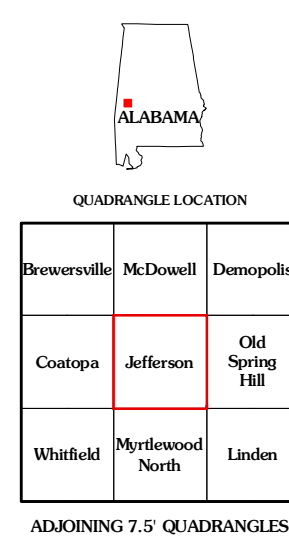 ALABAMA
QUADRANGLE LOCATION
Brewersville McDowell Demopolis
Coatopa Jefferson Old Spring Hill
Whitfield Myrtlewood North Linden
ADJOINING 7.5' QUADRANGLES